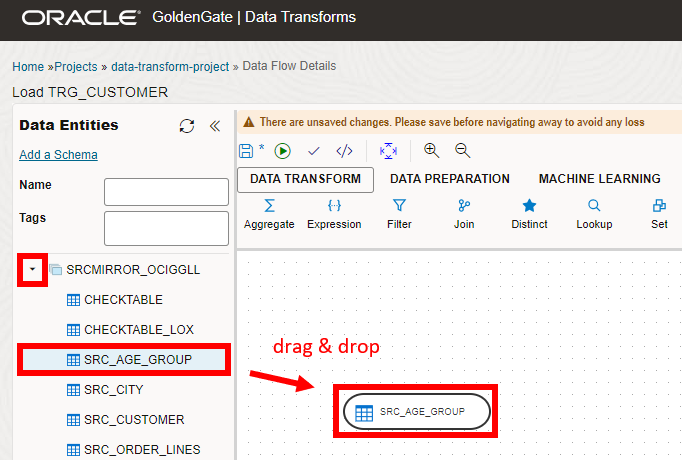 ORACLE GoldenGate | Data Transforms
Home »Projects » data-transform-project » Data Flow Details
Load TRG_CUSTOMER
Data Entities
Add a Schema
Name
Tags
SRCMIRROR_OCIGGLL
CHECKTABLE
CHECKTABLE_LOX
SRC_AGE_GROUP
SRC_CITY
SRC_CUSTOMER
SRC_ORDER_LINES
There are unsaved changes. Please save before navigating away to avoid any loss
*
DATA TRANSFORM DATA PREPARATION MACHINE LEARNING
Aggregate Expression Filter Join Distinct Lookup Set
drag & drop
SRC_AGE_GROUP